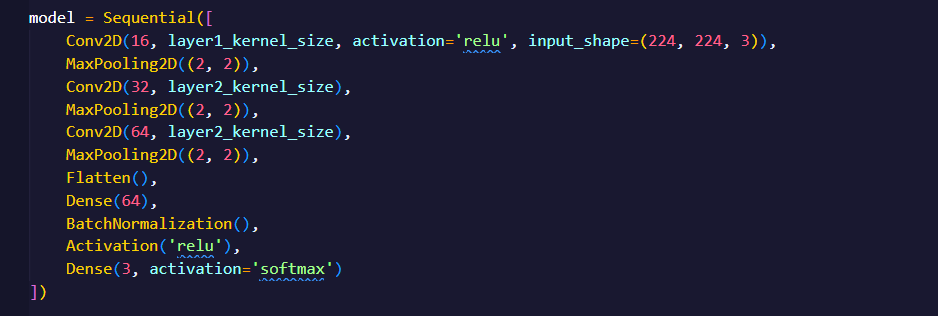 model = Sequential([
    Conv2D(16, layer1_kernel_size, activation='relu', input_shape=(224, 224, 3)),
    MaxPooling2D((2, 2)),
    Conv2D(32, layer2_kernel_size),
    MaxPooling2D((2, 2)),
    Conv2D(64, layer2_kernel_size),
    MaxPooling2D((2, 2)),
    Flatten(),
    Dense(64),
    BatchNormalization(),
    Activation('relu'),
    Dense(3, activation='softmax')
])